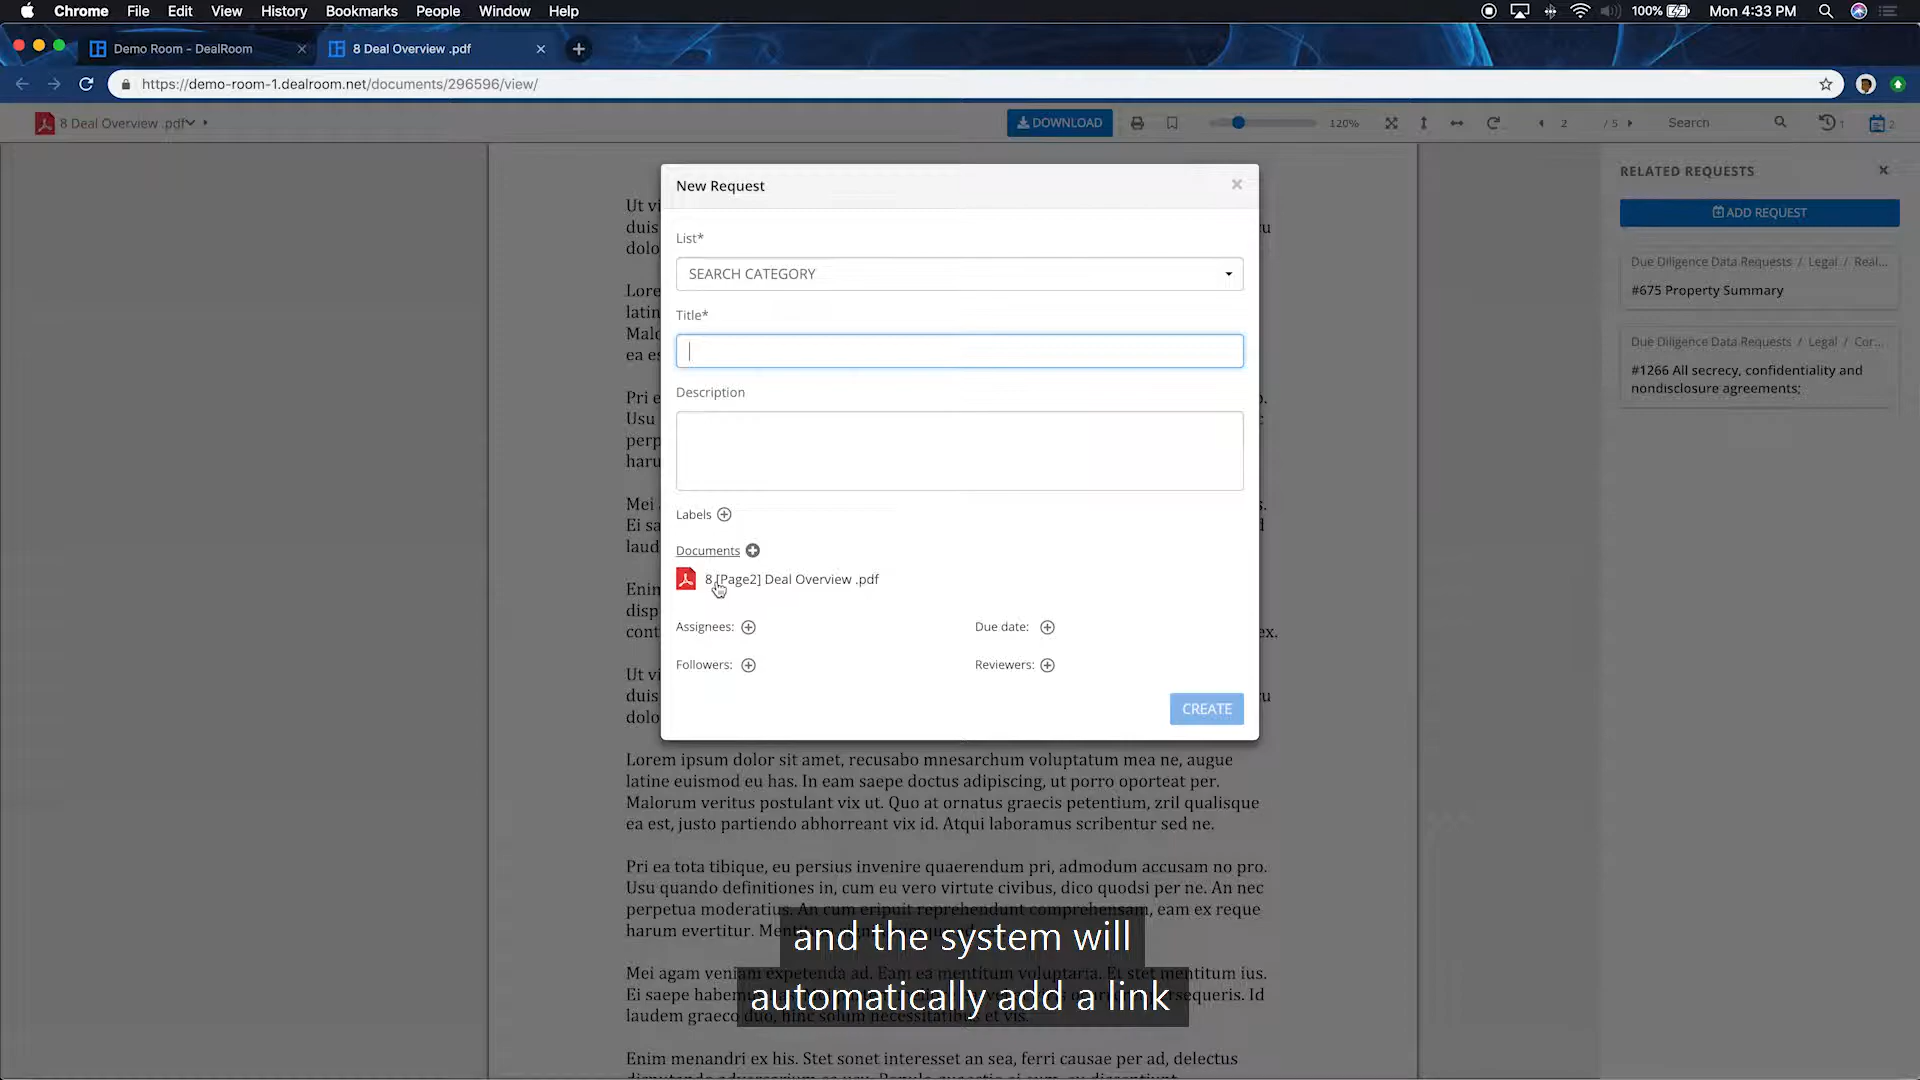 Chrome File Edit View History Bookmarks People Window Help 100% Mon 4:33 PM
Demo Room - DealRoom 8 Deal Overview .pdf
https://demo-room-1.dealroom.net/documents/296596/view/
8 Deal Overview .pdf DOWNLOAD 120% 2 / 5 Search 1 2
New Request
List*
SEARCH CATEGORY
Title*
Description
Labels
Documents
8 [Page2] Deal Overview .pdf
Assignees: Due date:
Followers: Reviewers:
CREATE
RELATED REQUESTS
ADD REQUEST
Due Diligence Data Requests / Legal / Real...
#675 Property Summary
Due Diligence Data Requests / Legal / Cor...
#1266 All secrecy, confidentiality and
nondisclosure agreements;
Ut
duis
dolo
Lore
latin
Malo
ea es
Pri e
Usu
perp
haru
Mei
Ei sa
laud
Enim
disp
cont ex.
Ut vi
duis
dolo
Lorem ipsum dolor sit amet, recusabo mnesarchum voluptatum mea ne, augue
latine euismod eu has. In eam saepe doctus adipiscing, ut porro oporteat per.
Malorum veritus postulant vix ut. Quo at ornatus graecis petentium, zril qualisque
ea est, justo partiendo abhorreant vix id. Atqui laboramus scribentur sed ne.
Pri ea tota tibique, eu persius invenire quaerendum pri, admodum accusam no pro.
Usu quando definitiones in, cum eu vero virtute civibus, dico quodsi per ne. An nec
perpetua moderatius. An cum eripuit reprehendunt comprehensam, eam ex reque
harum evertitur.
Mei agam veniam expetenda ad. Eam ea mentitum voluptaria. Et stet mentitum ius.
Ei saepe Id
laudem graeco duo, hinc solum necessitatibus et vis.
Enim menandri ex his. Stet sonet interesset an sea, ferri causae per ad, delectus
and the system will
automatically add a link